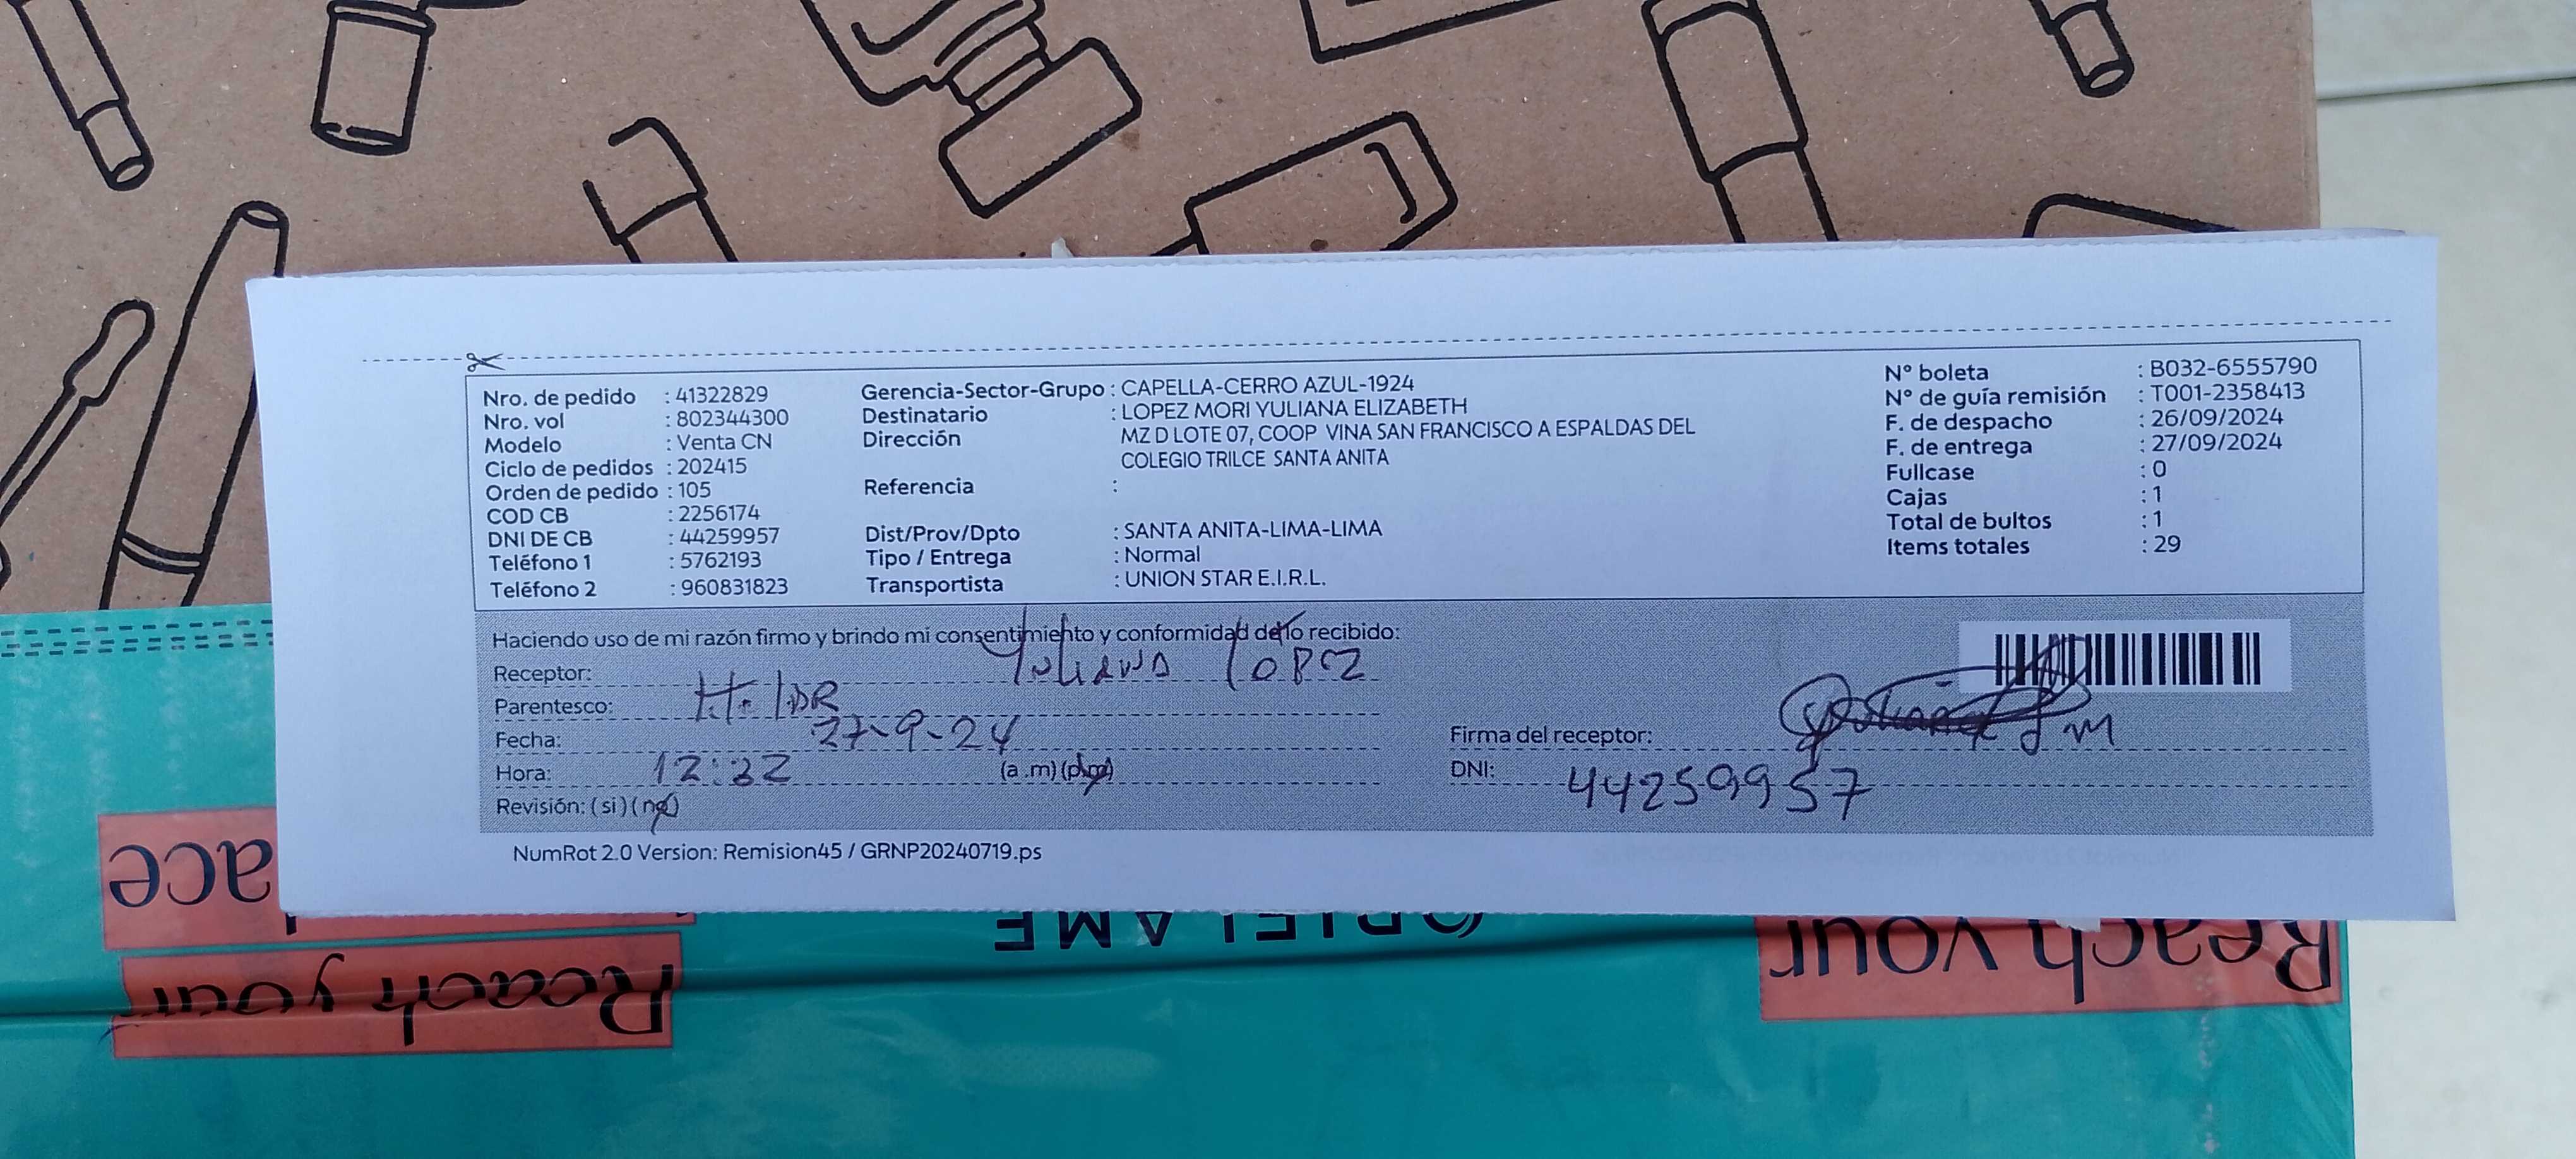 Nro. de pedido : 41322829
Nro. vol : 802344300
Modelo : Venta CN
Ciclo de pedidos : 202415
Orden de pedido : 105
COD CB : 2256174
DNI DE CB : 44259957
Teléfono 1 : 5762193
Teléfono 2 : 960831823
Gerencia-Sector-Grupo : CAPELLA-CERRO AZUL-1924
Destinatario : LOPEZ MORI YULIANA ELIZABETH
Dirección MZ D LOTE 07, COOP VINA SAN FRANCISCO A ESPALDAS DEL
COLEGIO TRILCE SANTA ANITA
Referencia :
Dist/Prov/Dpto : SANTA ANITA-LIMA-LIMA
Tipo / Entrega : Normal
Transportista : UNION STAR E.I.R.L.
N° boleta : B032-6555790
N° de guía remisión : T001-2358413
F. de despacho : 26/09/2024
F. de entrega : 27/09/2024
Fullcase : 0
Cajas : 1
Total de bultos : 1
Items totales : 29
Haciendo uso de mi razón firmo y brindo mi consentimiento y conformidad de lo recibido:
Receptor: Yuliana Lopez
Parentesco: titular
Fecha: 27-9-24
Hora: 12:32 (a .m) (p.m)
Revisión: (si) (no)
Firma del receptor:
DNI: 44259957
NumRot 2.0 Version: Remision45 / GRNP20240719.ps
ORIFLAME
Reach your
Reach your